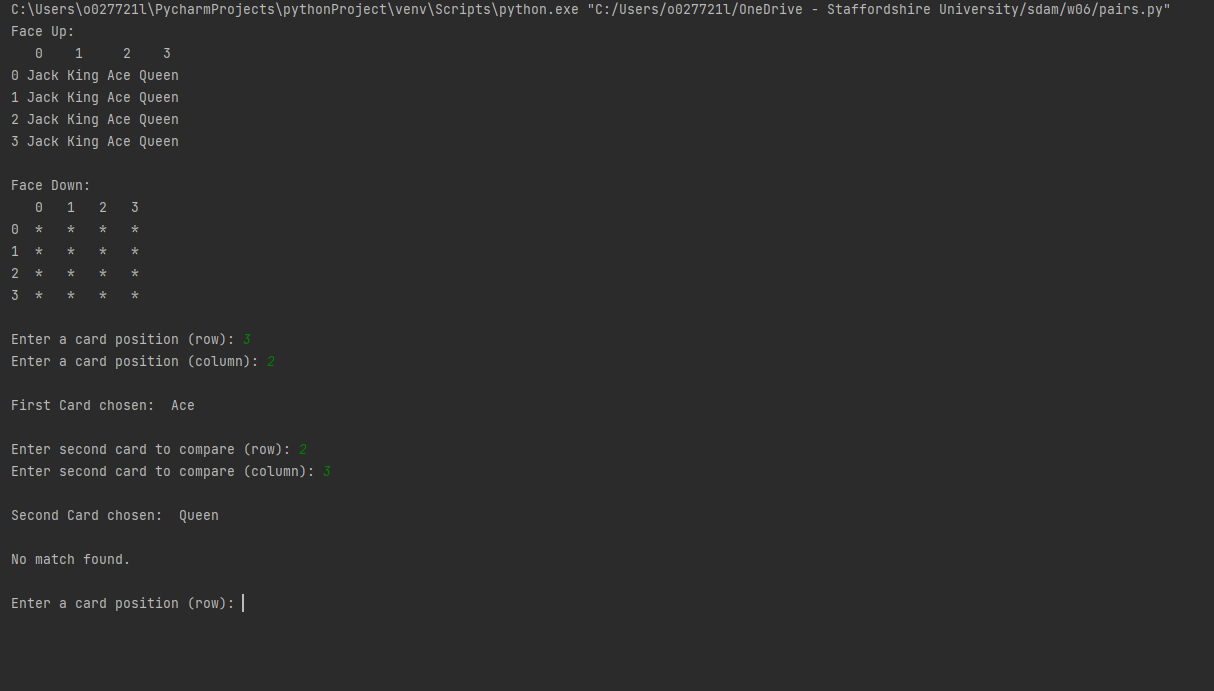 C:\Users\o027721l\PycharmProjects\pythonProject\venv\Scripts\python.exe "C:/Users/o027721l/OneDrive - Staffordshire University/sdam/w06/pairs.py"
Face Up:
   0    1     2    3
0 Jack King Ace Queen
1 Jack King Ace Queen
2 Jack King Ace Queen
3 Jack King Ace Queen
Face Down:
   0   1   2   3
0  *   *   *   *
1  *   *   *   *
2  *   *   *   *
3  *   *   *   *
Enter a card position (row): 3
Enter a card position (column): 2
First Card chosen:  Ace
Enter second card to compare (row): 2
Enter second card to compare (column): 3
Second Card chosen:  Queen
No match found.
Enter a card position (row):